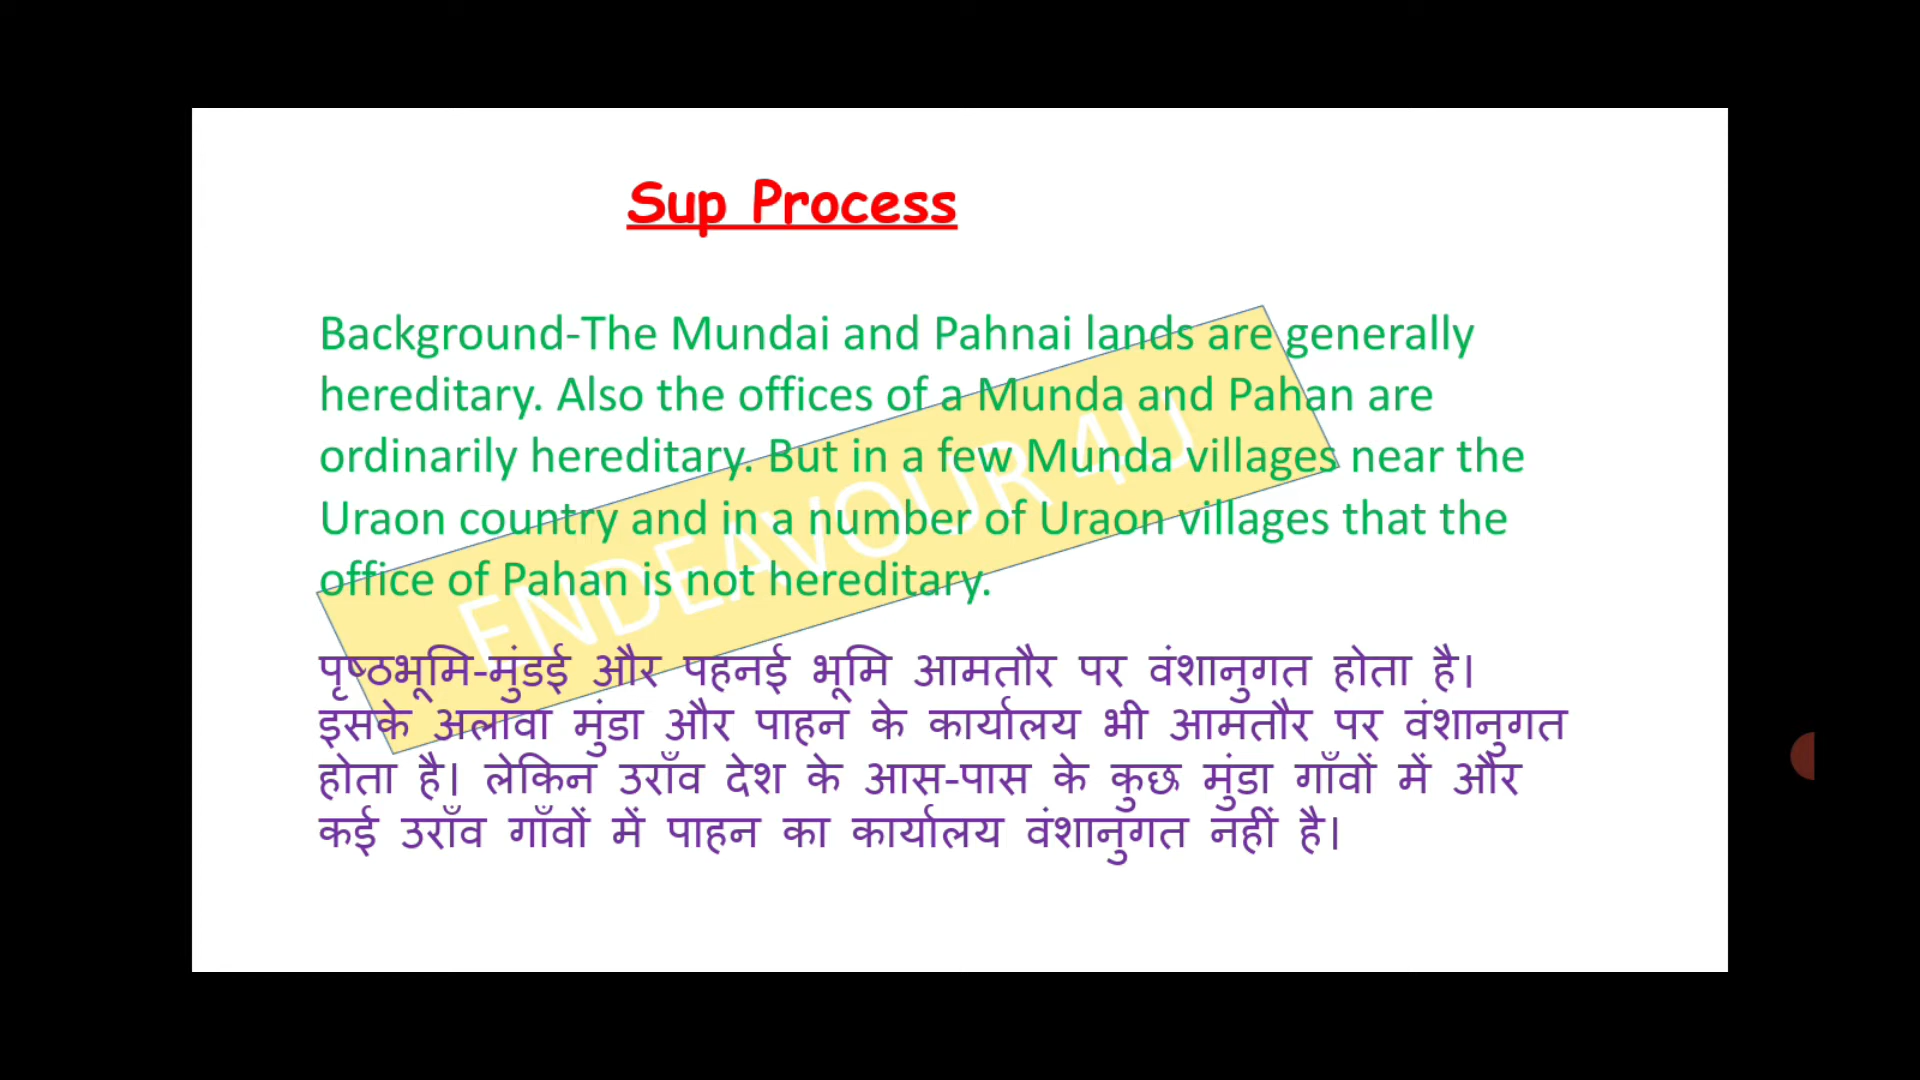 Sup Process
Background-The Mundai and Pahnai lands are generally
hereditary. Also the offices of a Munda and Pahan are
ordinarily hereditary. But in a few Munda villages near the
Uraon country and in a number of Uraon villages that the
office of Pahan is not hereditary.
ENDEAVOUR 4U
पृष्ठभूमि-मुंडई और पहनई भूमि आमतौर पर वंशानुगत होता है।
इसके अलावा मुंडा और पाहन के कार्यालय भी आमतौर पर वंशानुगत
होता है। लेकिन उराँव देश के आस-पास के कुछ मुंडा गाँवों में और
कई उराँव गाँवों में पाहन का कार्यालय वंशानुगत नहीं है।